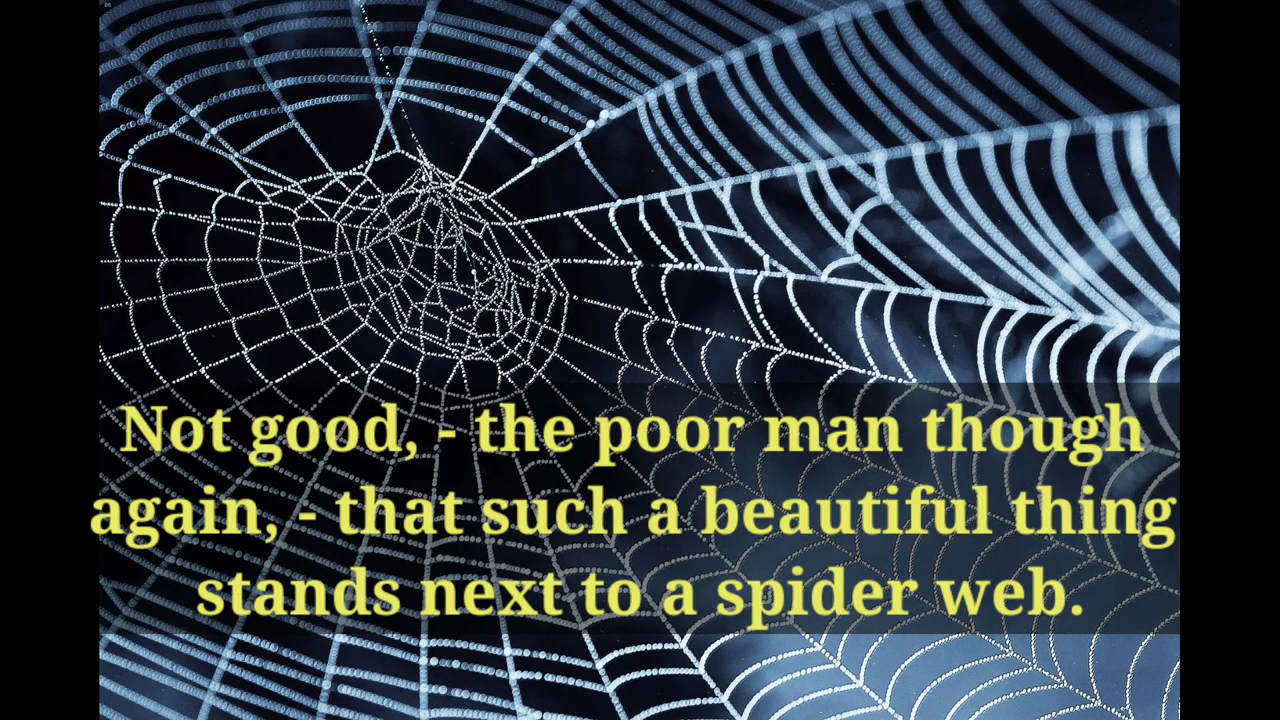 Not good, - the poor man though
again, - that such a beautiful thing
stands next to a spider web.